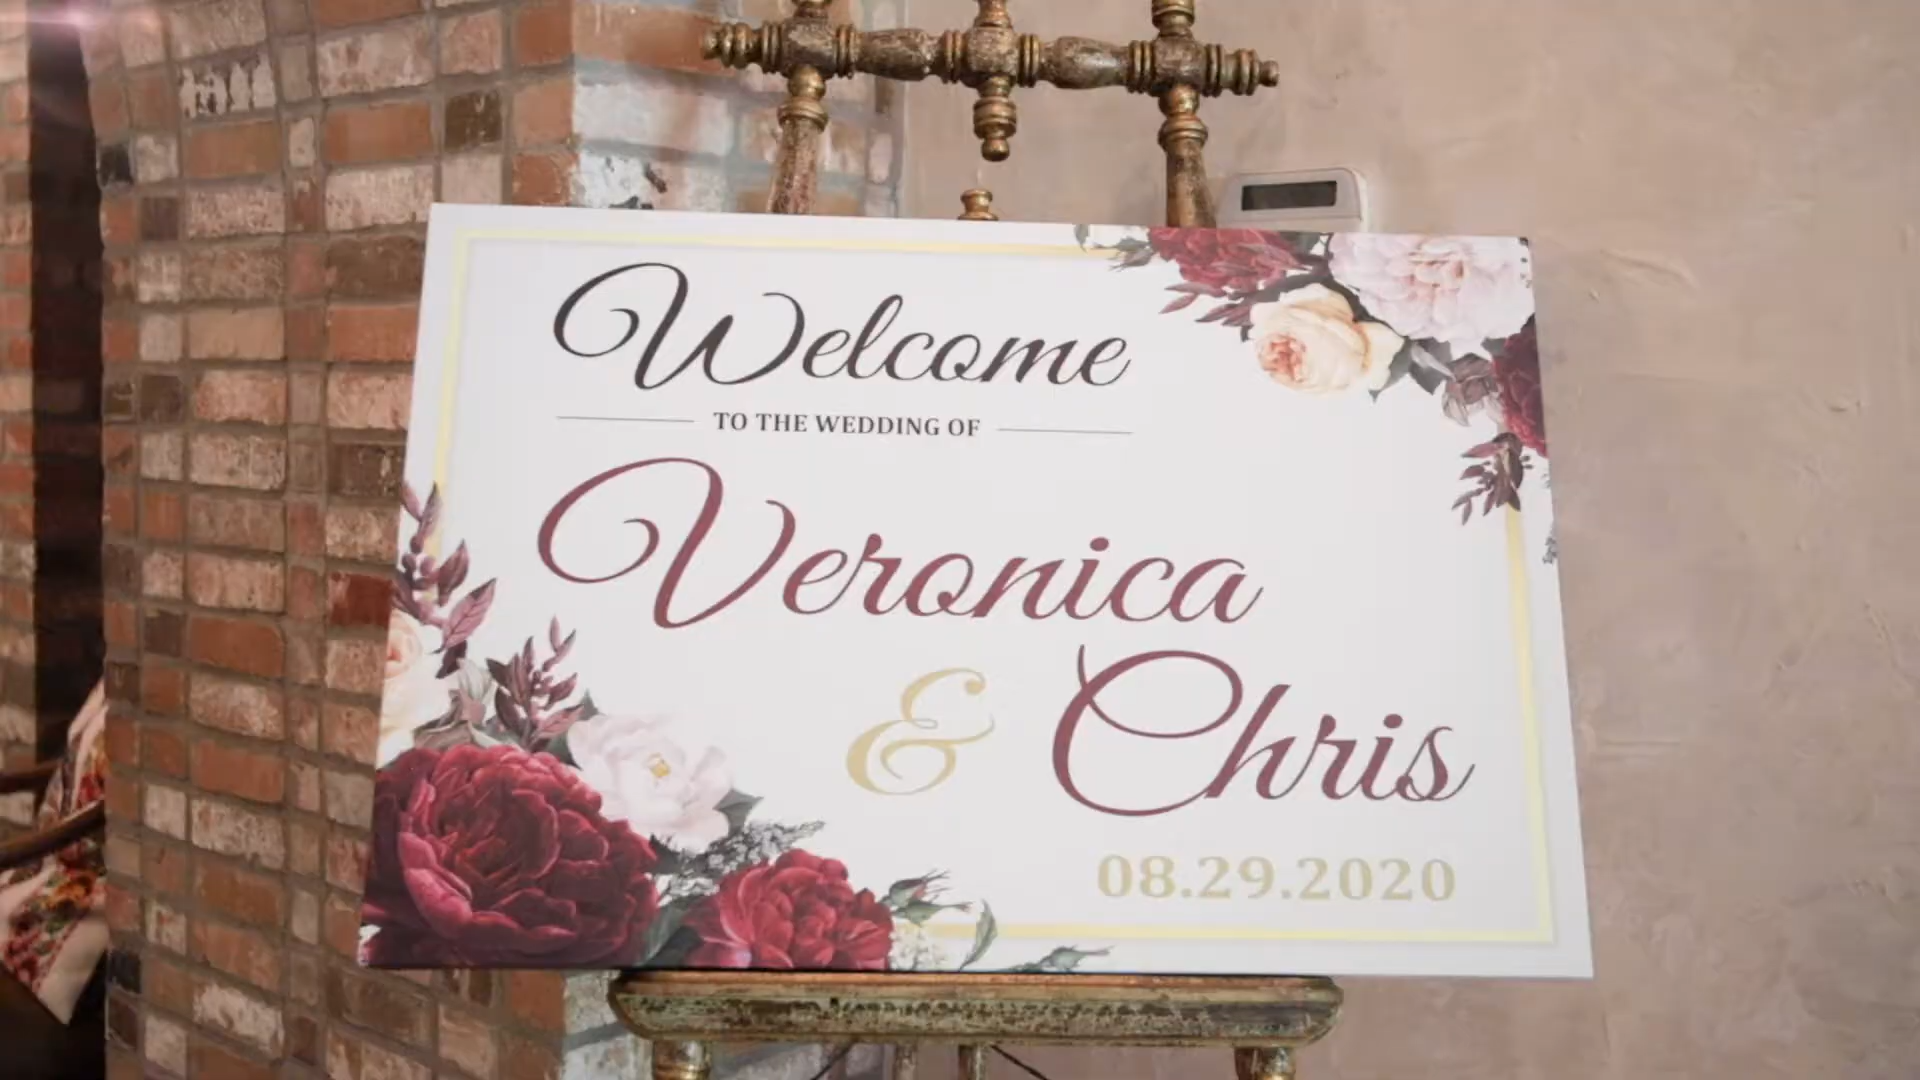 Welcome
TO THE WEDDING OF
Veronica
& Chris
08.29.2020